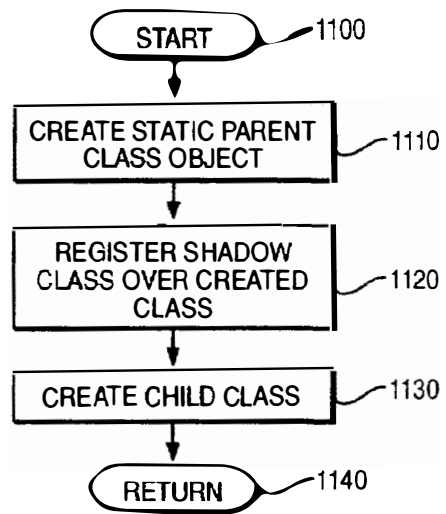 START
1100
CREATE STATIC PARENT
CLASS OBJECT
1110
REGISTER SHADOW
CLASS OVER CREATED
CLASS
1120
CREATE CHILD CLASS
1130
RETURN
1140